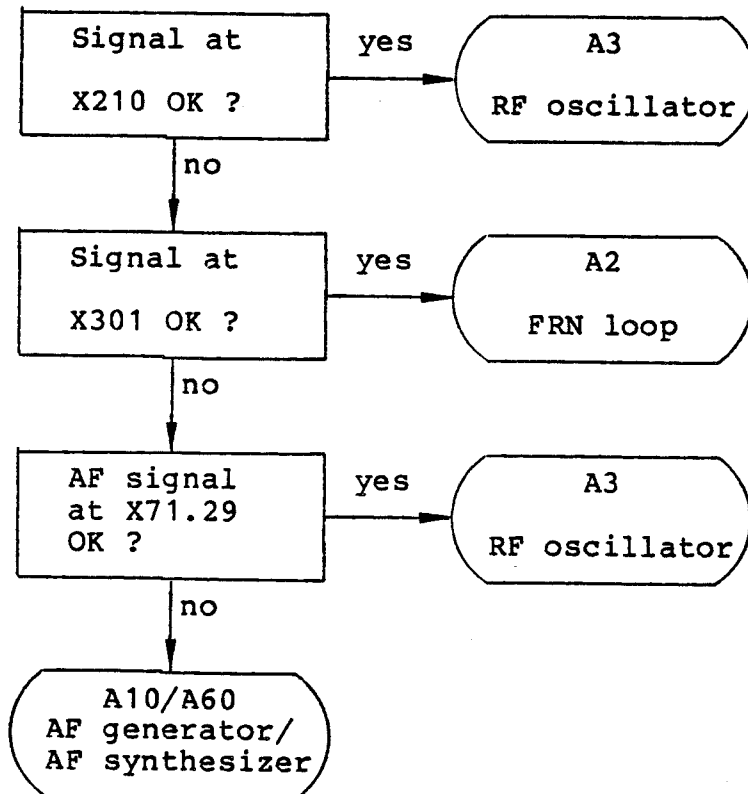 Signal at
X210 OK ?
yes
A3
RF oscillator
no
Signal at
X301 OK ?
yes
A2
FRN loop
no
AF signal
at X71.29
OK ?
yes
A3
RF oscillator
no
A10/A60
AF generator/
AF synthesizer